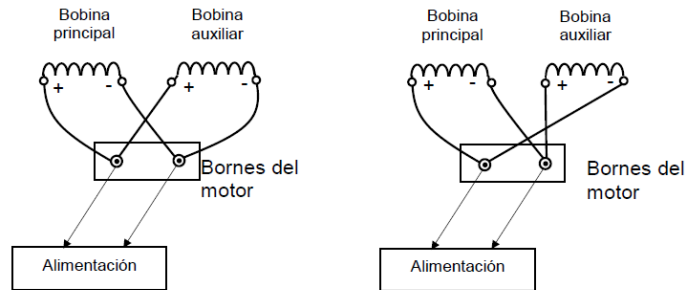 Bobina
principal
Bobina
auxiliar
+ - + -
Bornes del
motor
Alimentación
Bobina
principal
Bobina
auxiliar
+ - + -
Bornes del
motor
Alimentación